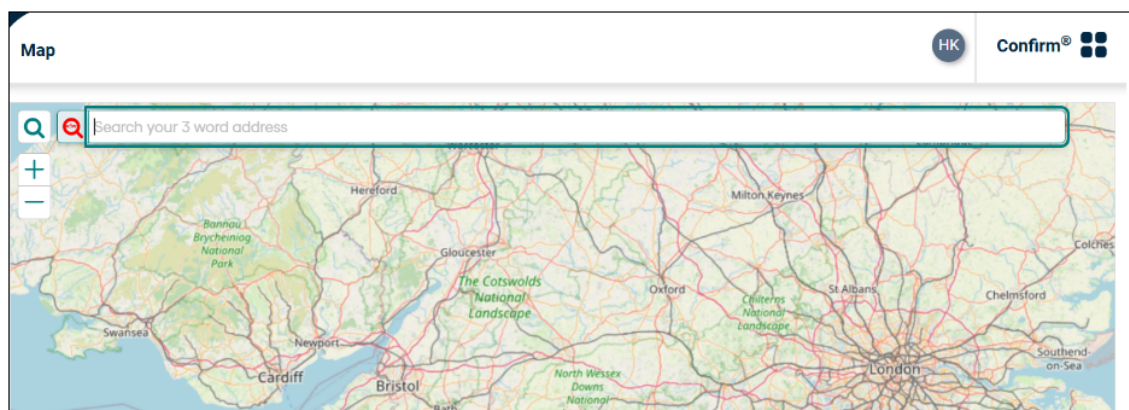 Map
HK
Confirm®
Search your 3 word address
Worcester
Hereford
Milton Keynes
Bannau
Brycheiniog
National
Park
Gloucester
Colches
The Cotswolds
National
Landscape
Oxford
St Albans
Chelmsford
Chilterns
National
Landscape
Swansea
Newport
Southend-
on-Sea
London
Cardiff
Bristol
North Wessex
Downs
National
Bath